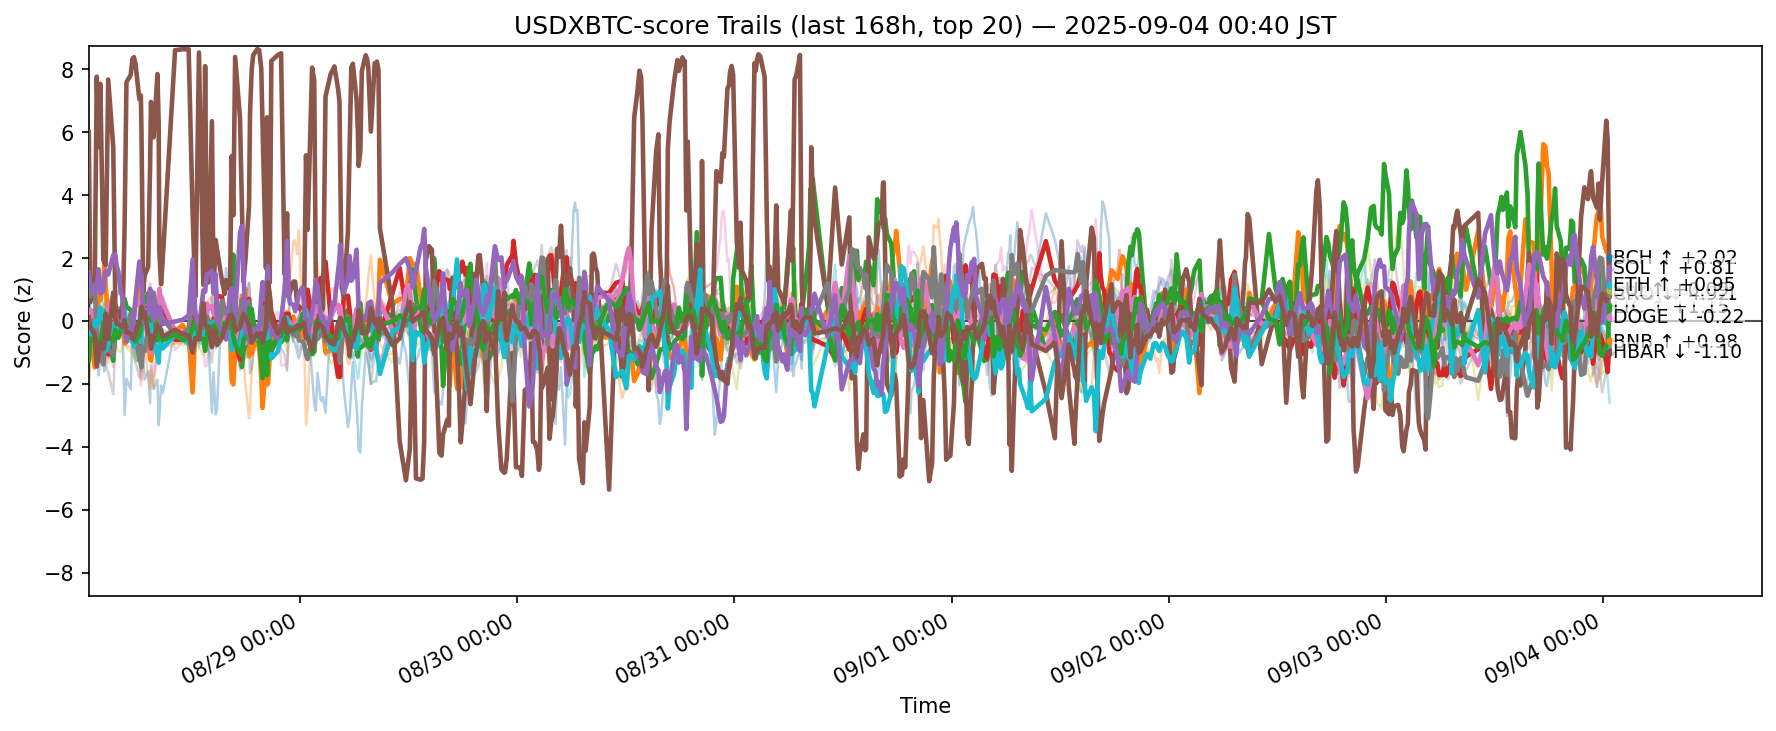 USDXBTC-score Trails (last 168h, top 20) — 2025-09-04 00:40 JST
Score (z)
8
6
4
2
0
−2
−4
−6
−8
BCH ↑ +2.02
SOL ↑ +0.81
ETH ↑ +0.95
DOGE ↓ -0.22
BNB ↑ +0.98
HBAR ↓ -1.10
08/29 00:00
08/30 00:00
08/31 00:00
09/01 00:00
09/02 00:00
09/03 00:00
09/04 00:00
Time